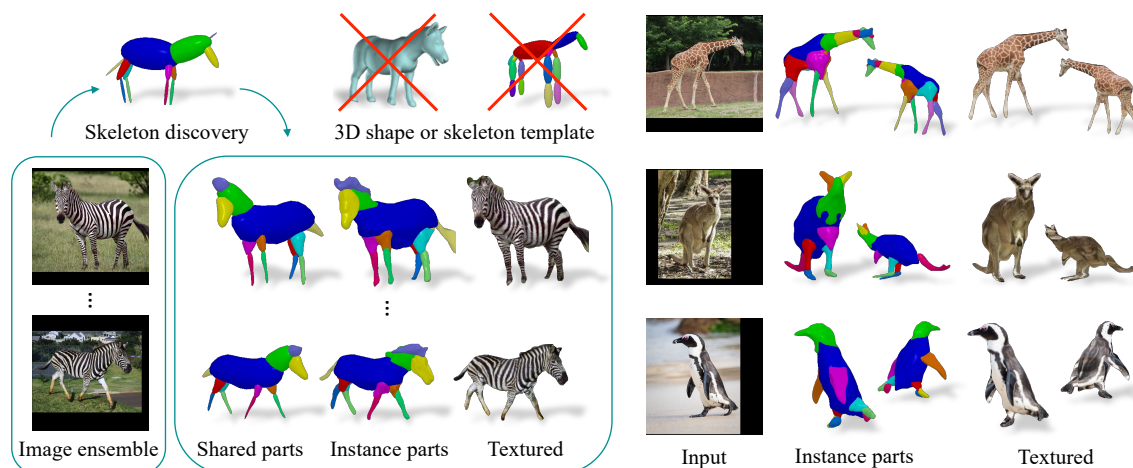 Skeleton discovery
3D shape or skeleton template
Image ensemble
Shared parts
Instance parts
Textured
Input
Instance parts
Textured